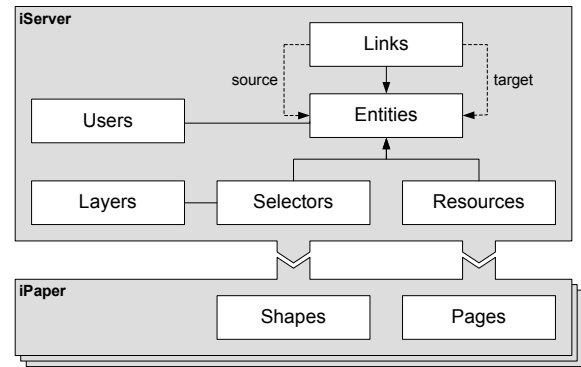 iServer
Links
source
target
Entities
Users
Layers
Selectors
Resources
iPaper
Shapes
Pages